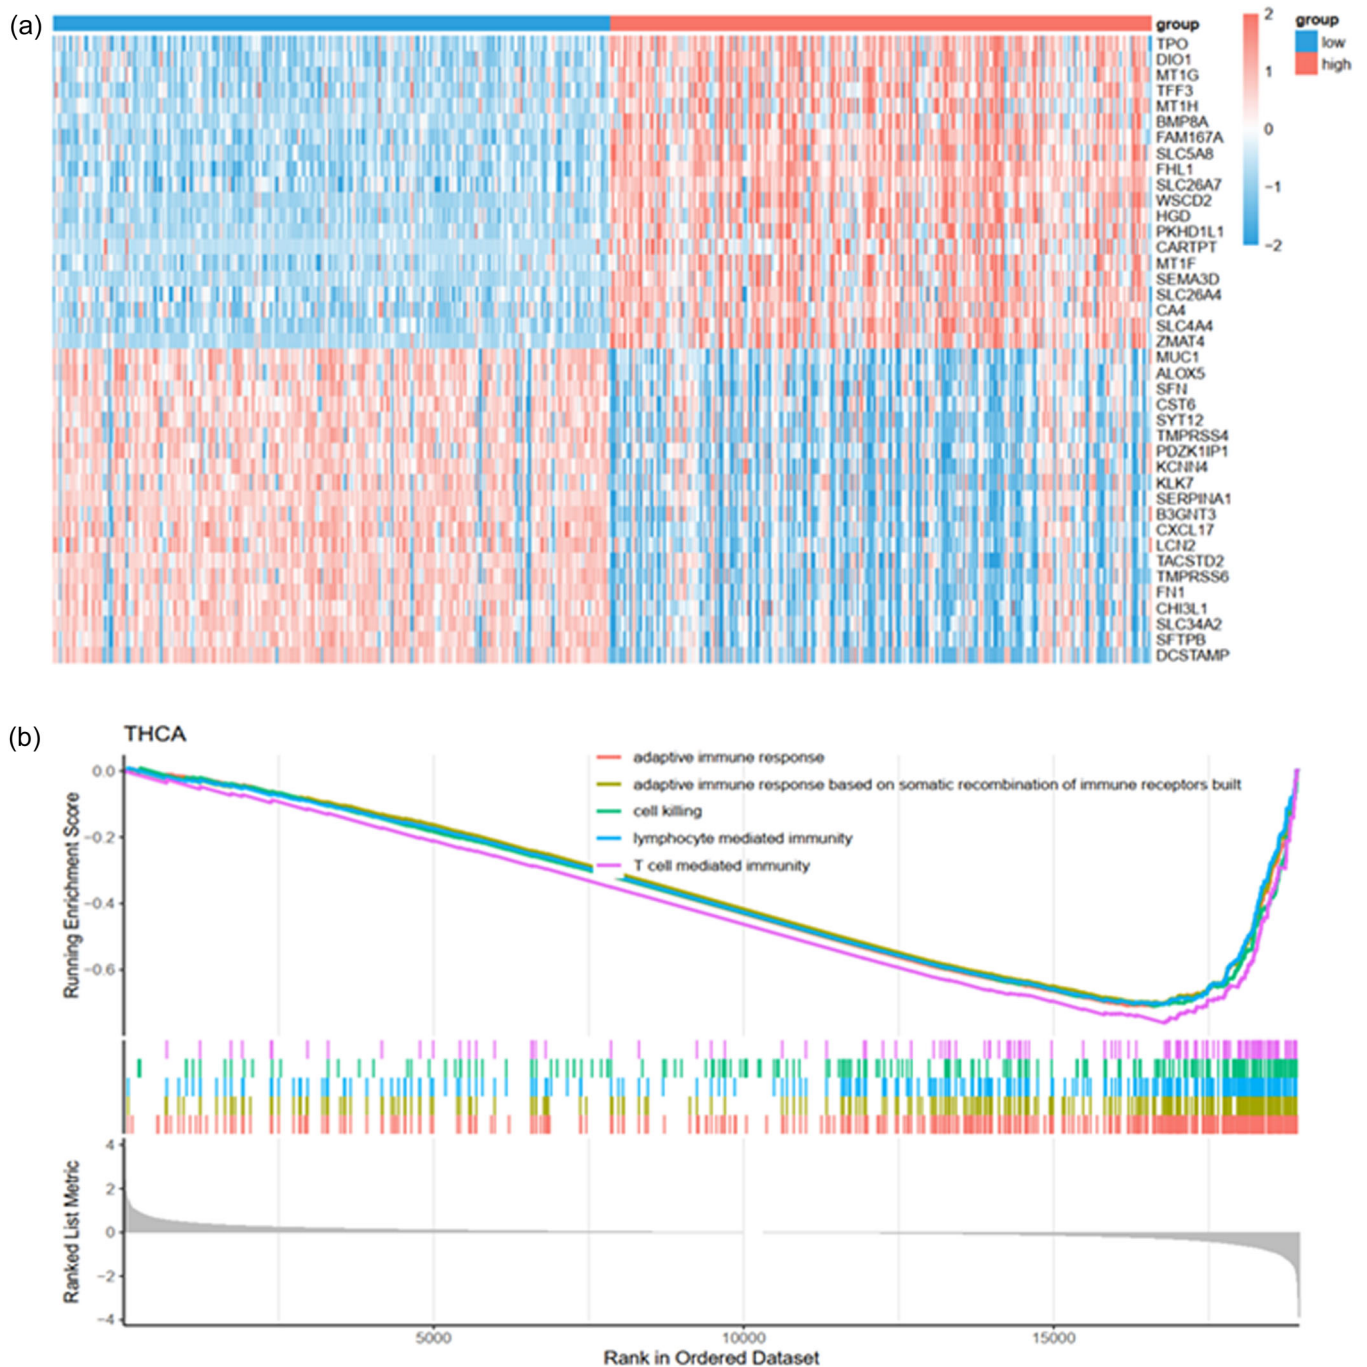 (a)
group
TPO
DIO1
MT1G
TFF3
MT1H
BMP8A
FAM167A
SLC5A8
FHL1
SLC26A7
WSCD2
HGD
PKHD1L1
CARTPT
MT1F
SEMA3D
SLC26A4
CA4
SLC4A4
ZMAT4
MUC1
ALOX5
SFN
CST6
SYT12
TMPRSS4
PDZK1IP1
KCNN4
KLK7
SERPINA1
B3GNT3
CXCL17
LCN2
TACSTD2
TMPRSS6
FN1
CHI3L1
SLC34A2
SFTPB
DCSTAMP
2
1
0
−1
−2
group
low
high
(b)
THCA
Running Enrichment Score
0.0
−0.2
−0.4
−0.6
adaptive immune response
adaptive immune response based on somatic recombination of immune receptors built
cell killing
lymphocyte mediated immunity
T cell mediated immunity
Ranked List Metric
4
2
0
−2
−4
5000 10000 15000
Rank in Ordered Dataset